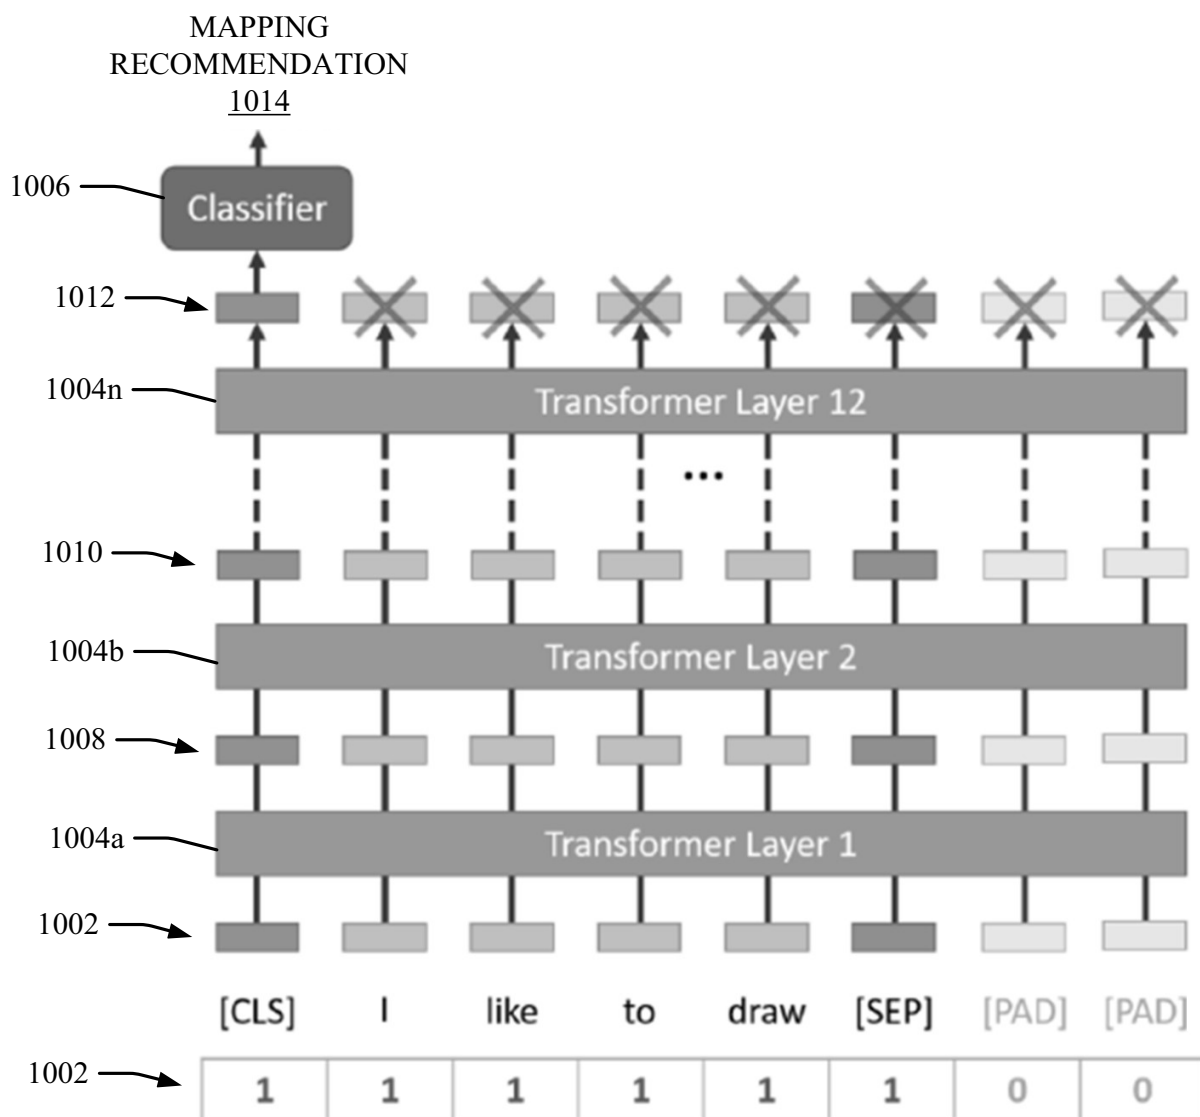 MAPPING
RECOMMENDATION
1014
1006
Classifier
1012
1004n
Transformer Layer 12
...
1010
1004b
Transformer Layer 2
1008
1004a
Transformer Layer 1
1002
[CLS] I like to draw [SEP] [PAD] [PAD]
1002 1 1 1 1 1 1 0 0